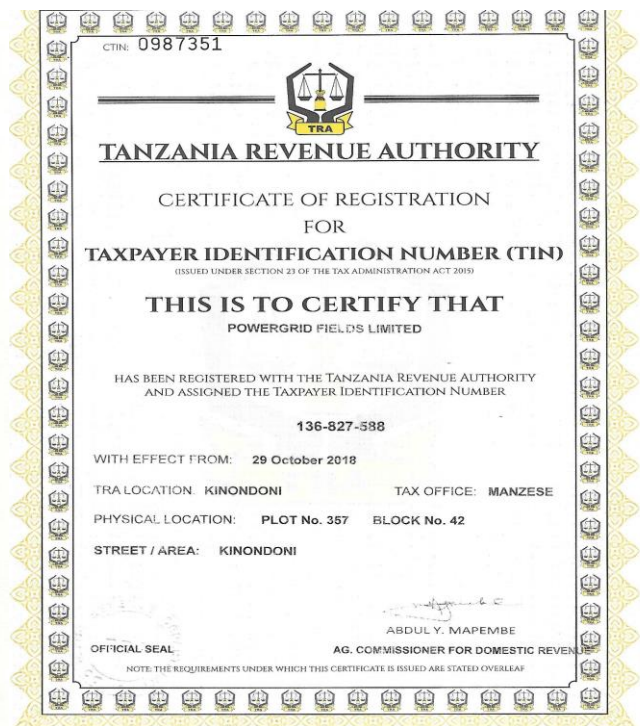 CTIN: 0987351
TRA
TANZANIA REVENUE AUTHORITY
CERTIFICATE OF REGISTRATION
FOR
TAXPAYER IDENTIFICATION NUMBER (TIN)
(ISSUED UNDER SECTION 23 OF THE TAX ADMINISTRATION ACT 2015)
THIS IS TO CERTIFY THAT
POWERGRID FIELDS LIMITED
HAS BEEN REGISTERED WITH THE TANZANIA REVENUE AUTHORITY
AND ASSIGNED THE TAXPAYER IDENTIFICATION NUMBER
136-827-588
WITH EFFECT FROM: 29 October 2018
TRA LOCATION KINONDONI TAX OFFICE: MANZESE
PHYSICAL LOCATION: PLOT No. 357 BLOCK No. 42
STREET / AREA: KINONDONI
ABDUL Y. MAPEMBE
OFFICIAL SEAL AG. COMMISSIONER FOR DOMESTIC REVENUE
NOTE: THE REQUIREMENTS UNDER WHICH THIS CERTIFICATE IS ISSUED ARE STATED OVERLEAF